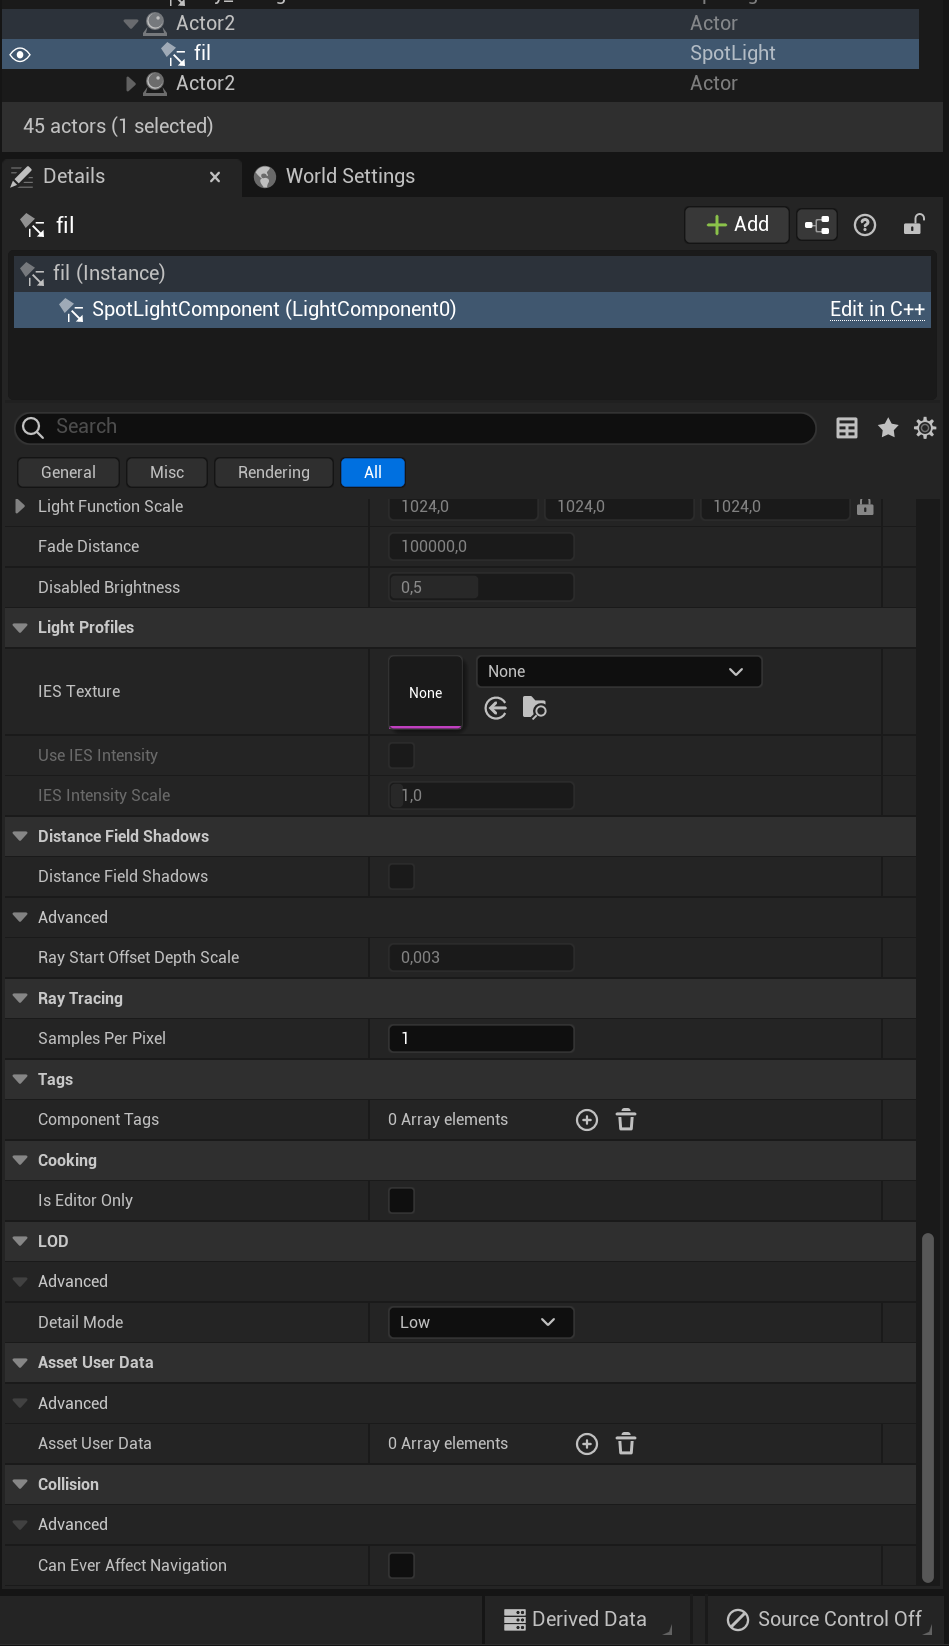 Actor2 Actor
fil SpotLight
Actor2 Actor
45 actors (1 selected)
Details World Settings
fil Add
fil (Instance)
SpotLightComponent (LightComponent0) Edit in C++
Search
General Misc Rendering All
Light Function Scale 1024,0 1024,0 1024,0
Fade Distance 100000,0
Disabled Brightness 0,5
Light Profiles
None
IES Texture None
Use IES Intensity
IES Intensity Scale 1,0
Distance Field Shadows
Distance Field Shadows
Advanced
Ray Start Offset Depth Scale 0,003
Ray Tracing
Samples Per Pixel 1
Tags
Component Tags 0 Array elements
Cooking
Is Editor Only
LOD
Advanced
Detail Mode Low
Asset User Data
Advanced
Asset User Data 0 Array elements
Collision
Advanced
Can Ever Affect Navigation
Derived Data Source Control Off